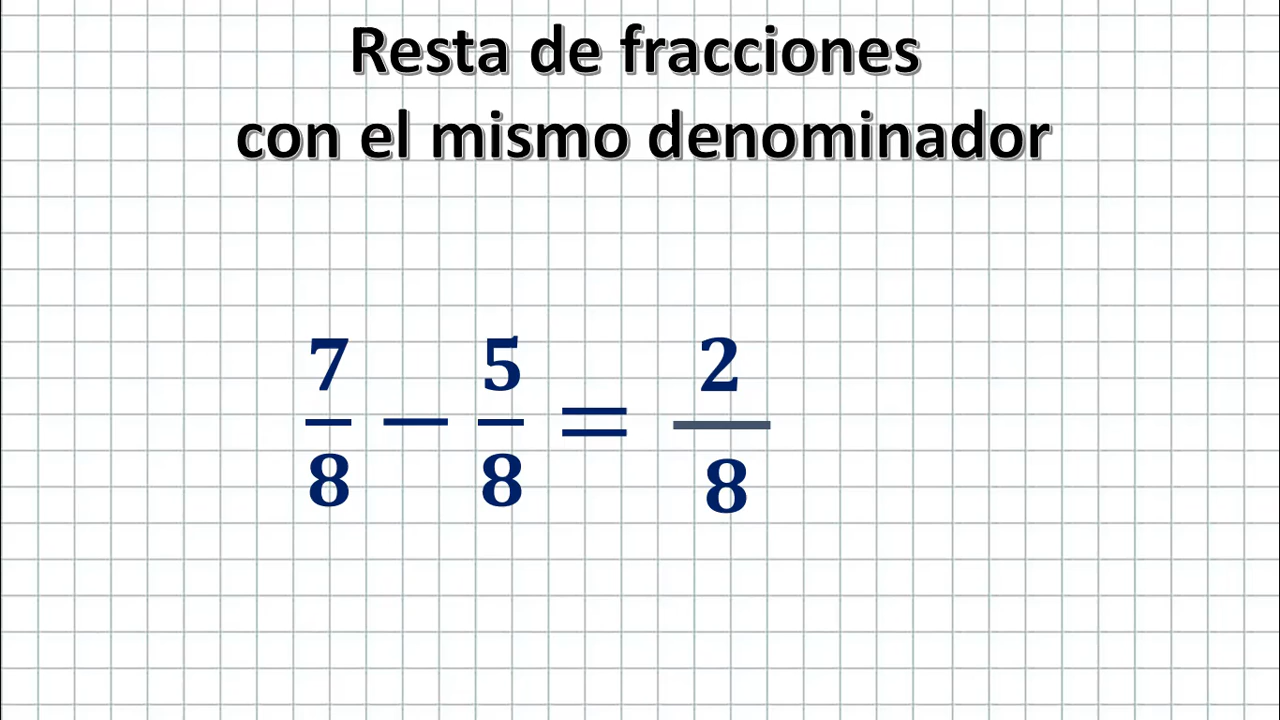 Resta de fracciones
con el mismo denominador
7/8 − 5/8 = 2/8